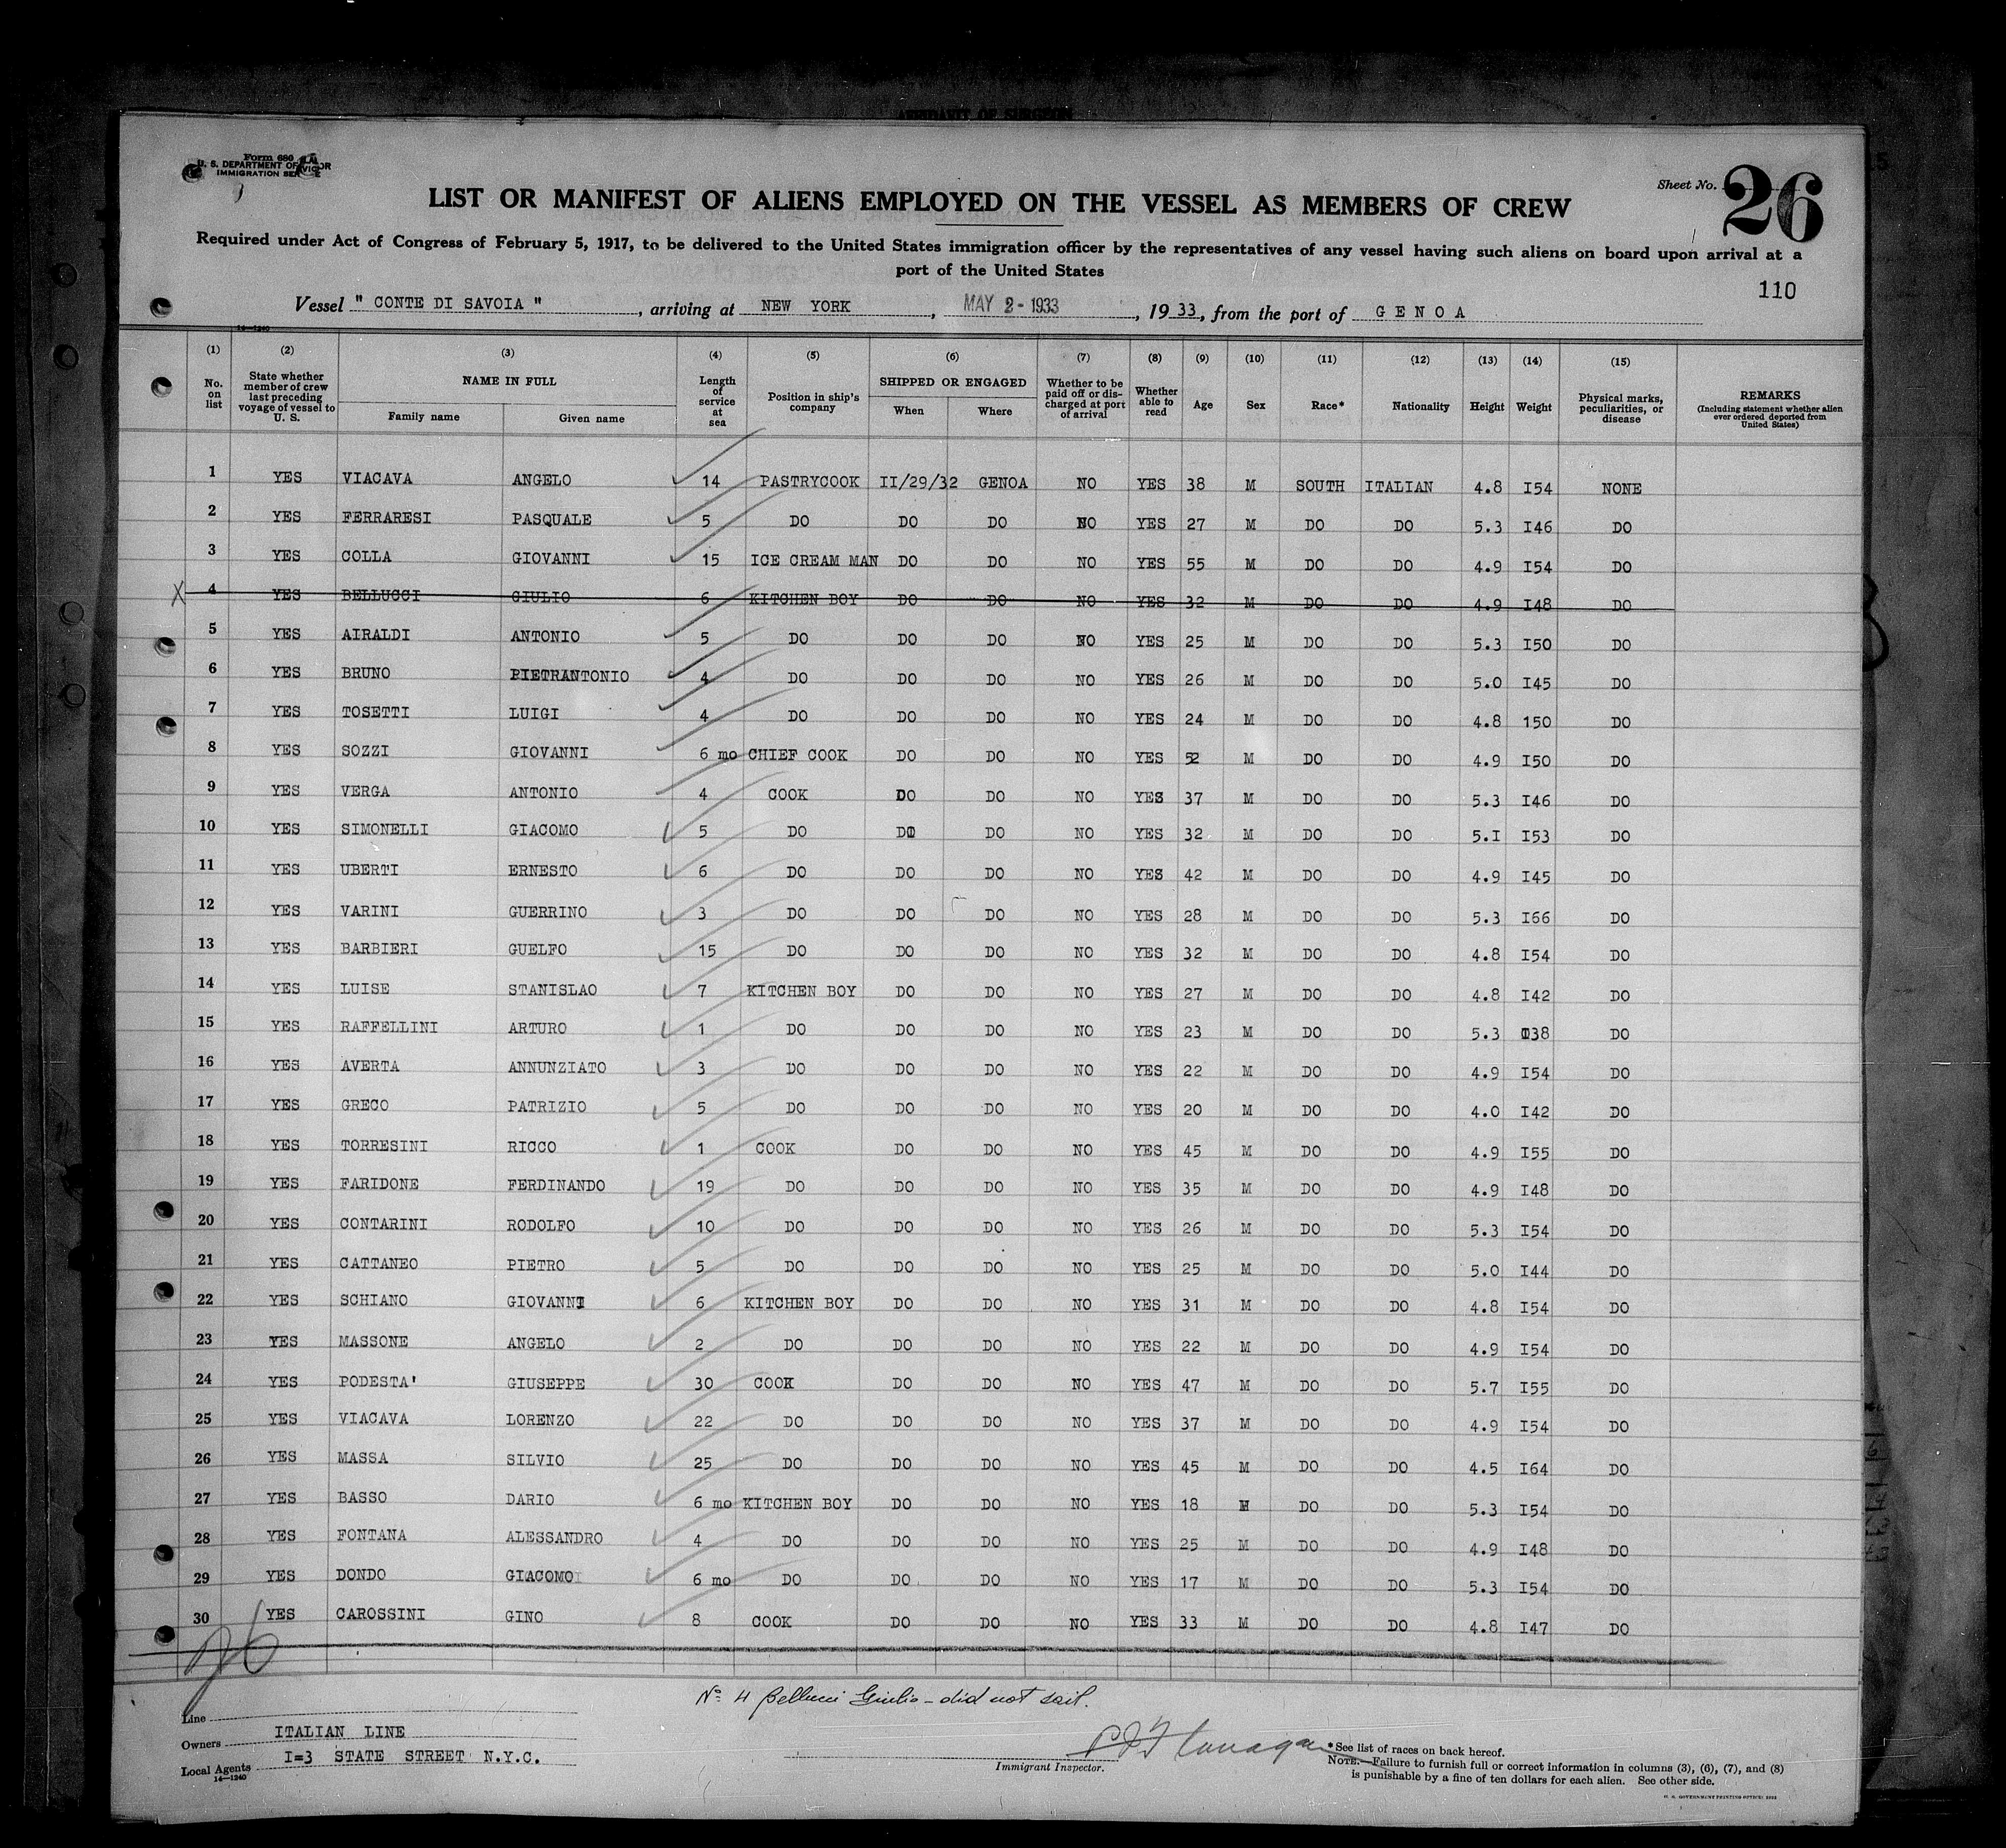 AFFIDAVIT OF SURGEON
Form 680
U. S. DEPARTMENT OF LABOR
IMMIGRATION SERVICE
Sheet No. 26
LIST OR MANIFEST OF ALIENS EMPLOYED ON THE VESSEL AS MEMBERS OF CREW
Required under Act of Congress of February 5, 1917, to be delivered to the United States immigration officer by the representatives of any vessel having such aliens on board upon arrival at a
port of the United States
110
Vessel " CONTE DI SAVOIA " , arriving at NEW YORK , MAY 2 - 1933 , 19 33, from the port of G E N O A
14—1240
(1) (2) (3) (4) (5) (6) (7) (8) (9) (10) (11) (12) (13) (14) (15)
No. on list | State whether member of crew last preceding voyage of vessel to U. S. | NAME IN FULL Family name Given name | Length of service at sea | Position in ship's company | SHIPPED OR ENGAGED When Where | Whether to be paid off or discharged at port of arrival | Whether able to read | Age | Sex | Race* | Nationality | Height | Weight | Physical marks, peculiarities, or disease | REMARKS (Including statement whether alien ever ordered deported from United States)
1 YES VIACAVA ANGELO 14 PASTRYCOOK II/29/32 GENOA NO YES 38 M SOUTH ITALIAN 4.8 I54 NONE
2 YES FERRARESI PASQUALE 5 DO DO DO NO YES 27 M DO DO 5.3 I46 DO
3 YES COLLA GIOVANNI 15 ICE CREAM MAN DO DO NO YES 55 M DO DO 4.9 I54 DO
X 4 YES BELLUCCI GIULIO 6 KITCHEN BOY DO DO NO YES 32 M DO DO 4.9 I48 DO
5 YES AIRALDI ANTONIO 5 DO DO DO NO YES 25 M DO DO 5.3 I50 DO
6 YES BRUNO PIETRANTONIO 4 DO DO DO NO YES 26 M DO DO 5.0 I45 DO
7 YES TOSETTI LUIGI 4 DO DO DO NO YES 24 M DO DO 4.8 150 DO
8 YES SOZZI GIOVANNI 6 mo CHIEF COOK DO DO NO YES 52 M DO DO 4.9 I50 DO
9 YES VERGA ANTONIO 4 COOK DO DO NO YES 37 M DO DO 5.3 I46 DO
10 YES SIMONELLI GIACOMO 5 DO DO DO NO YES 32 M DO DO 5.I I53 DO
11 YES UBERTI ERNESTO 6 DO DO DO NO YES 42 M DO DO 4.9 I45 DO
12 YES VARINI GUERRINO 3 DO DO DO NO YES 28 M DO DO 5.3 I66 DO
13 YES BARBIERI GUELFO 15 DO DO DO NO YES 32 M DO DO 4.8 I54 DO
14 YES LUISE STANISLAO 7 KITCHEN BOY DO DO NO YES 27 M DO DO 4.8 I42 DO
15 YES RAFFELLINI ARTURO 1 DO DO DO NO YES 23 M DO DO 5.3 138 DO
16 YES AVERTA ANNUNZIATO 3 DO DO DO NO YES 22 M DO DO 4.9 I54 DO
17 YES GRECO PATRIZIO 5 DO DO DO NO YES 20 M DO DO 4.0 I42 DO
18 YES TORRESINI RICCO 1 COOK DO DO NO YES 45 M DO DO 4.9 I55 DO
19 YES FARIDONE FERDINANDO 19 DO DO DO NO YES 35 M DO DO 4.9 I48 DO
20 YES CONTARINI RODOLFO 10 DO DO DO NO YES 26 M DO DO 5.3 I54 DO
21 YES CATTANEO PIETRO 5 DO DO DO NO YES 25 M DO DO 5.0 I44 DO
22 YES SCHIANO GIOVANNI 6 KITCHEN BOY DO DO NO YES 31 M DO DO 4.8 I54 DO
23 YES MASSONE ANGELO 2 DO DO DO NO YES 22 M DO DO 4.9 I54 DO
24 YES PODESTA' GIUSEPPE 30 COOK DO DO NO YES 47 M DO DO 5.7 I55 DO
25 YES VIACAVA LORENZO 22 DO DO DO NO YES 37 M DO DO 4.9 I54 DO
26 YES MASSA SILVIO 25 DO DO DO NO YES 45 M DO DO 4.5 I64 DO
27 YES BASSO DARIO 6 mo KITCHEN BOY DO DO NO YES 18 M DO DO 5.3 I54 DO
28 YES FONTANA ALESSANDRO 4 DO DO DO NO YES 25 M DO DO 4.9 I48 DO
29 YES DONDO GIACOMO 6 mo DO DO DO NO YES 17 M DO DO 5.3 I54 DO
30 YES CAROSSINI GINO 8 COOK DO DO NO YES 33 M DO DO 4.8 I47 DO
26
No. 4 Bellucci Giulio - did not sail.
Line
Owners ITALIAN LINE
Local Agents I=3 STATE STREET N.Y.C.
14—1240
P J Flanagan
Immigrant Inspector.
*See list of races on back hereof.
NOTE.—Failure to furnish full or correct information in columns (3), (6), (7), and (8)
is punishable by a fine of ten dollars for each alien. See other side.
U. S. GOVERNMENT PRINTING OFFICE: 1932